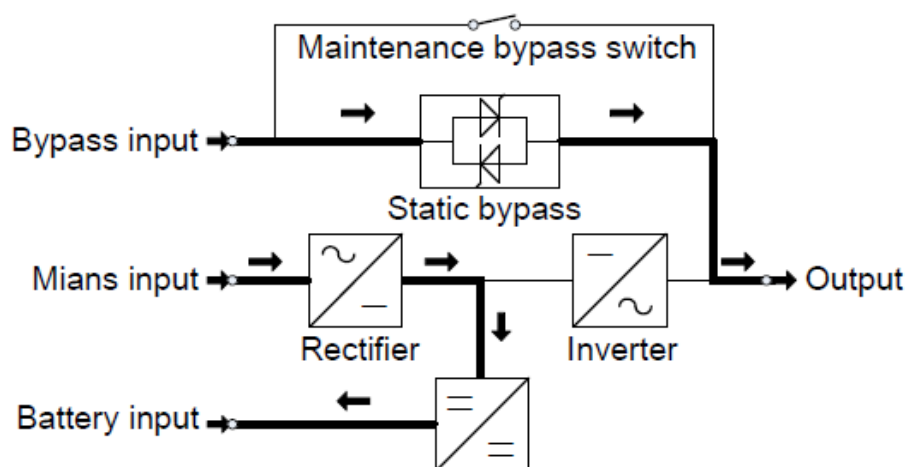 Maintenance bypass switch
Bypass input
Static bypass
Mians input
Output
Rectifier
Inverter
Battery input